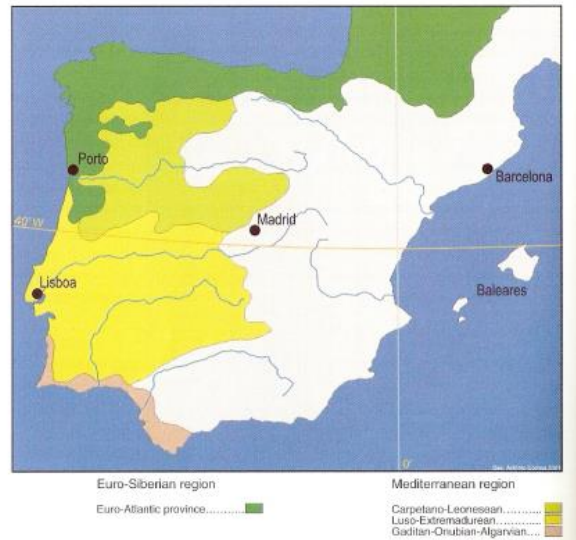 Porto
Barcelona
40° W
Madrid
Lisboa
Baleares
0°
Euro-Siberian region
Mediterranean region
Euro-Atlantic province..........
Carpetano-Leonesean.........
Luso-Extremadurean...........
Gaditan-Onubian-Algarvian....